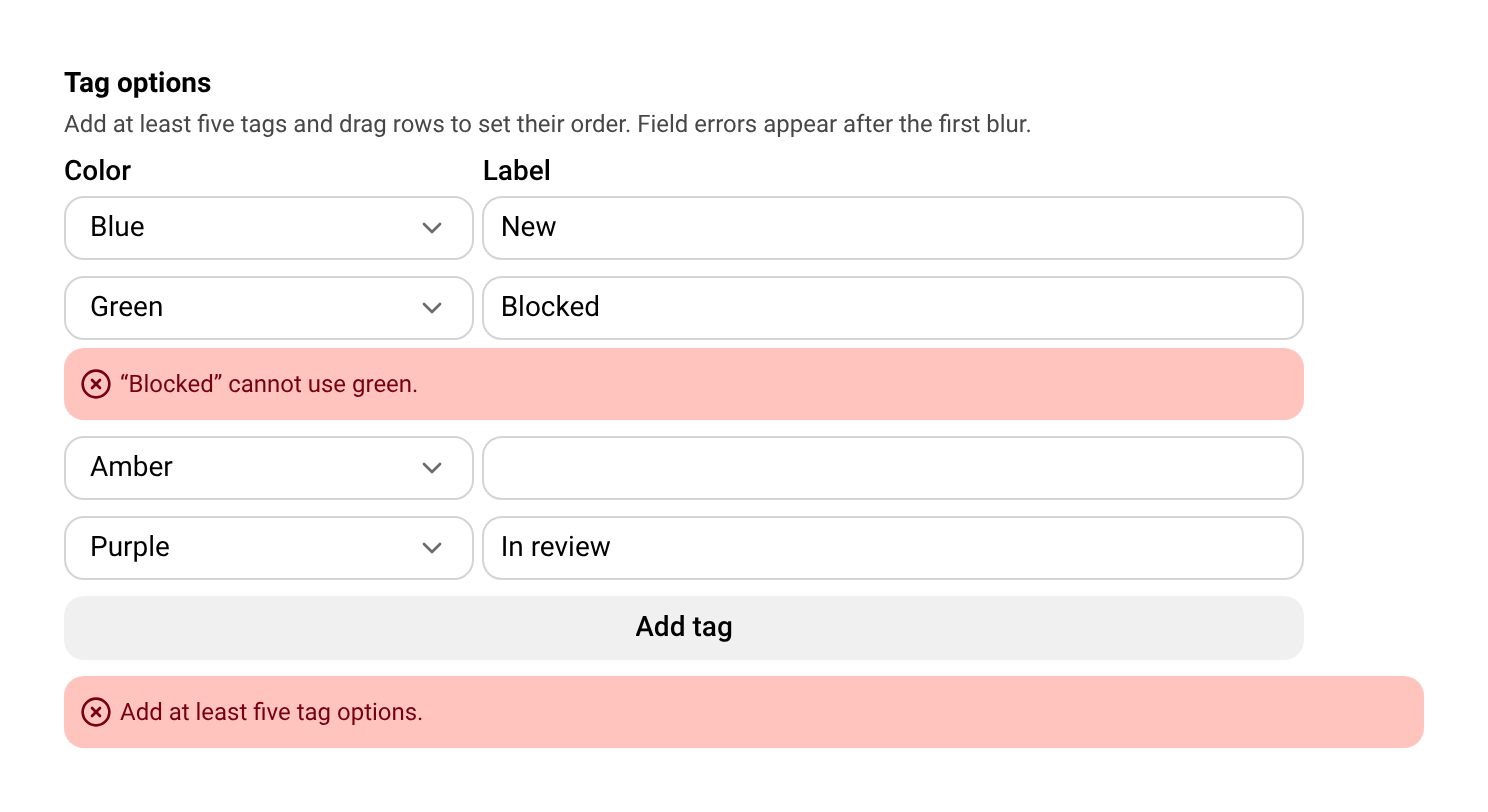 Tag options
Add at least five tags and drag rows to set their order. Field errors appear after the first blur.
Color Label
Blue New
Green Blocked
“Blocked” cannot use green.
Amber
Purple In review
Add tag
Add at least five tag options.